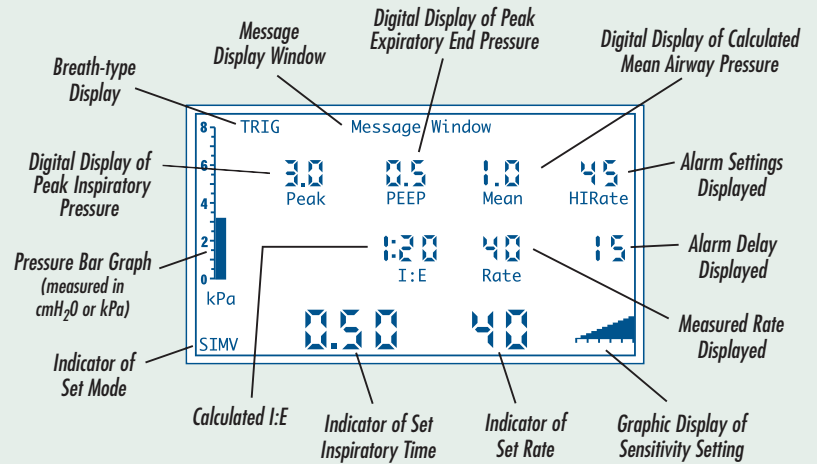 Digital Display of Peak
Expiratory End Pressure
Message
Display Window
Digital Display of Calculated
Mean Airway Pressure
Breath-type
Display
Digital Display of
Peak Inspiratory
Pressure
Pressure Bar Graph
(measured in
cmH₂0 or kPa)
Indicator of
Set Mode
TRIG
Message Window
8
6
4
2
0
kPa
3.0
0.5
1.0
45
Peak
PEEP
Mean
HIRate
1:20
40
15
I:E
Rate
0.50
40
SIMV
Alarm Settings
Displayed
Alarm Delay
Displayed
Measured Rate
Displayed
Calculated I:E
Indicator of Set
Inspiratory Time
Indicator of
Set Rate
Graphic Display of
Sensitivity Setting